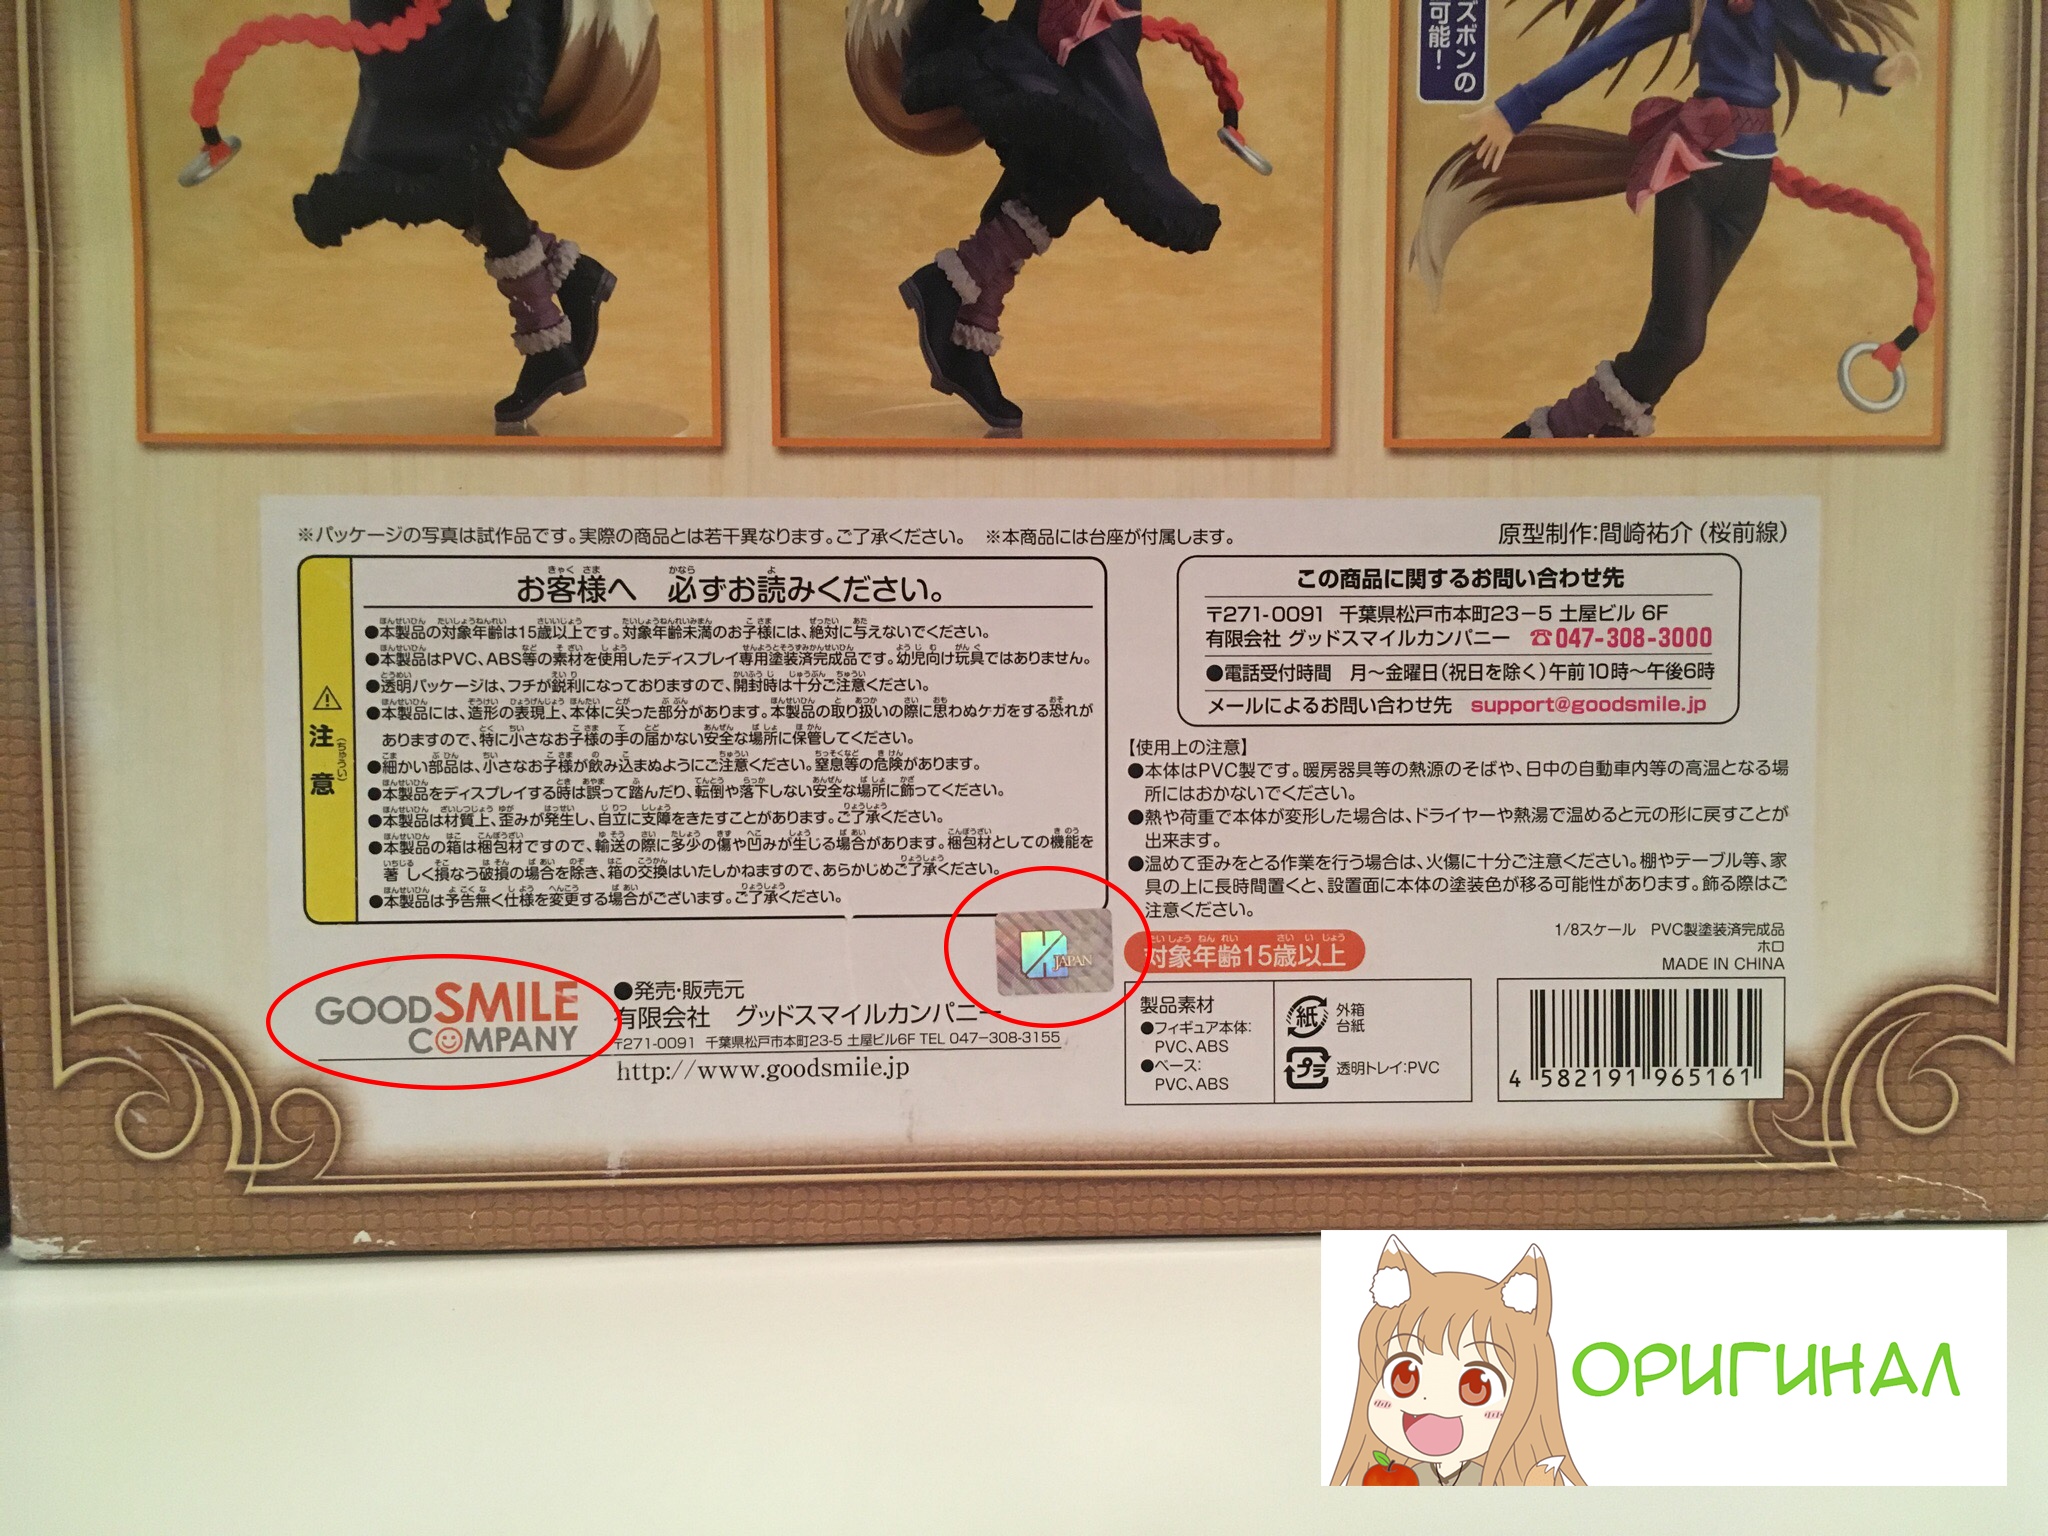 ズボンの
可能！
※パッケージの写真は試作品です。実際の商品とは若干異なります。ご了承ください。 ※本商品には台座が付属します。
原型制作：間崎祐介（桜前線）
注意
ちゅうい
お客様へ 必ずお読みください。
●本製品の対象年齢は15歳以上です。対象年齢未満のお子様には、絶対に与えないでください。
●本製品はPVC、ABS等の素材を使用したディスプレイ専用塗装済完成品です。幼児向け玩具ではありません。
●透明パッケージは、フチが鋭利になっておりますので、開封時は十分ご注意ください。
●本製品には、造形の表現上、本体に尖った部分があります。本製品の取り扱いの際に思わぬケガをする恐れが
ありますので、特に小さなお子様の手の届かない安全な場所に保管してください。
●細かい部品は、小さなお子様が飲み込まぬようにご注意ください。窒息等の危険があります。
●本製品をディスプレイする時は誤って踏んだり、転倒や落下しない安全な場所に飾ってください。
●本製品は材質上、歪みが発生し、自立に支障をきたすことがあります。ご了承ください。
●本製品の箱は梱包材ですので、輸送の際に多少の傷や凹みが生じる場合があります。梱包材としての機能を
著しく損なう破損の場合を除き、箱の交換はいたしかねますので、あらかじめご了承ください。
●本製品は予告無く仕様を変更する場合がございます。ご了承ください。
この商品に関するお問い合わせ先
〒271-0091 千葉県松戸市本町23－5 土屋ビル 6F
有限会社 グッドスマイルカンパニー ☎047-308-3000
●電話受付時間 月～金曜日（祝日を除く）午前10時～午後6時
メールによるお問い合わせ先 support@goodsmile.jp
【使用上の注意】
●本体はPVC製です。暖房器具等の熱源のそばや、日中の自動車内等の高温となる場
所にはおかないでください。
●熱や荷重で本体が変形した場合は、ドライヤーや熱湯で温めると元の形に戻すことが
出来ます。
●温めて歪みをとる作業を行う場合は、火傷に十分ご注意ください。棚やテーブル等、家
具の上に長時間置くと、設置面に本体の塗装色が移る可能性があります。飾る際はご
注意ください。
1/8スケール PVC製塗装済完成品
ホロ
MADE IN CHINA
対象年齢15歳以上
JAPAN
GOODSMILE
COMPANY
●発売・販売元
有限会社 グッドスマイルカンパニー
〒271-0091 千葉県松戸市本町23-5 土屋ビル6F TEL 047－308-3155
http://www.goodsmile.jp
製品素材
●フィギュア本体：
PVC、ABS
●ベース：
PVC、ABS
紙
外箱
台紙
プラ
透明トレイ：PVC
4 582191 965161
ОРИГИНАЛ